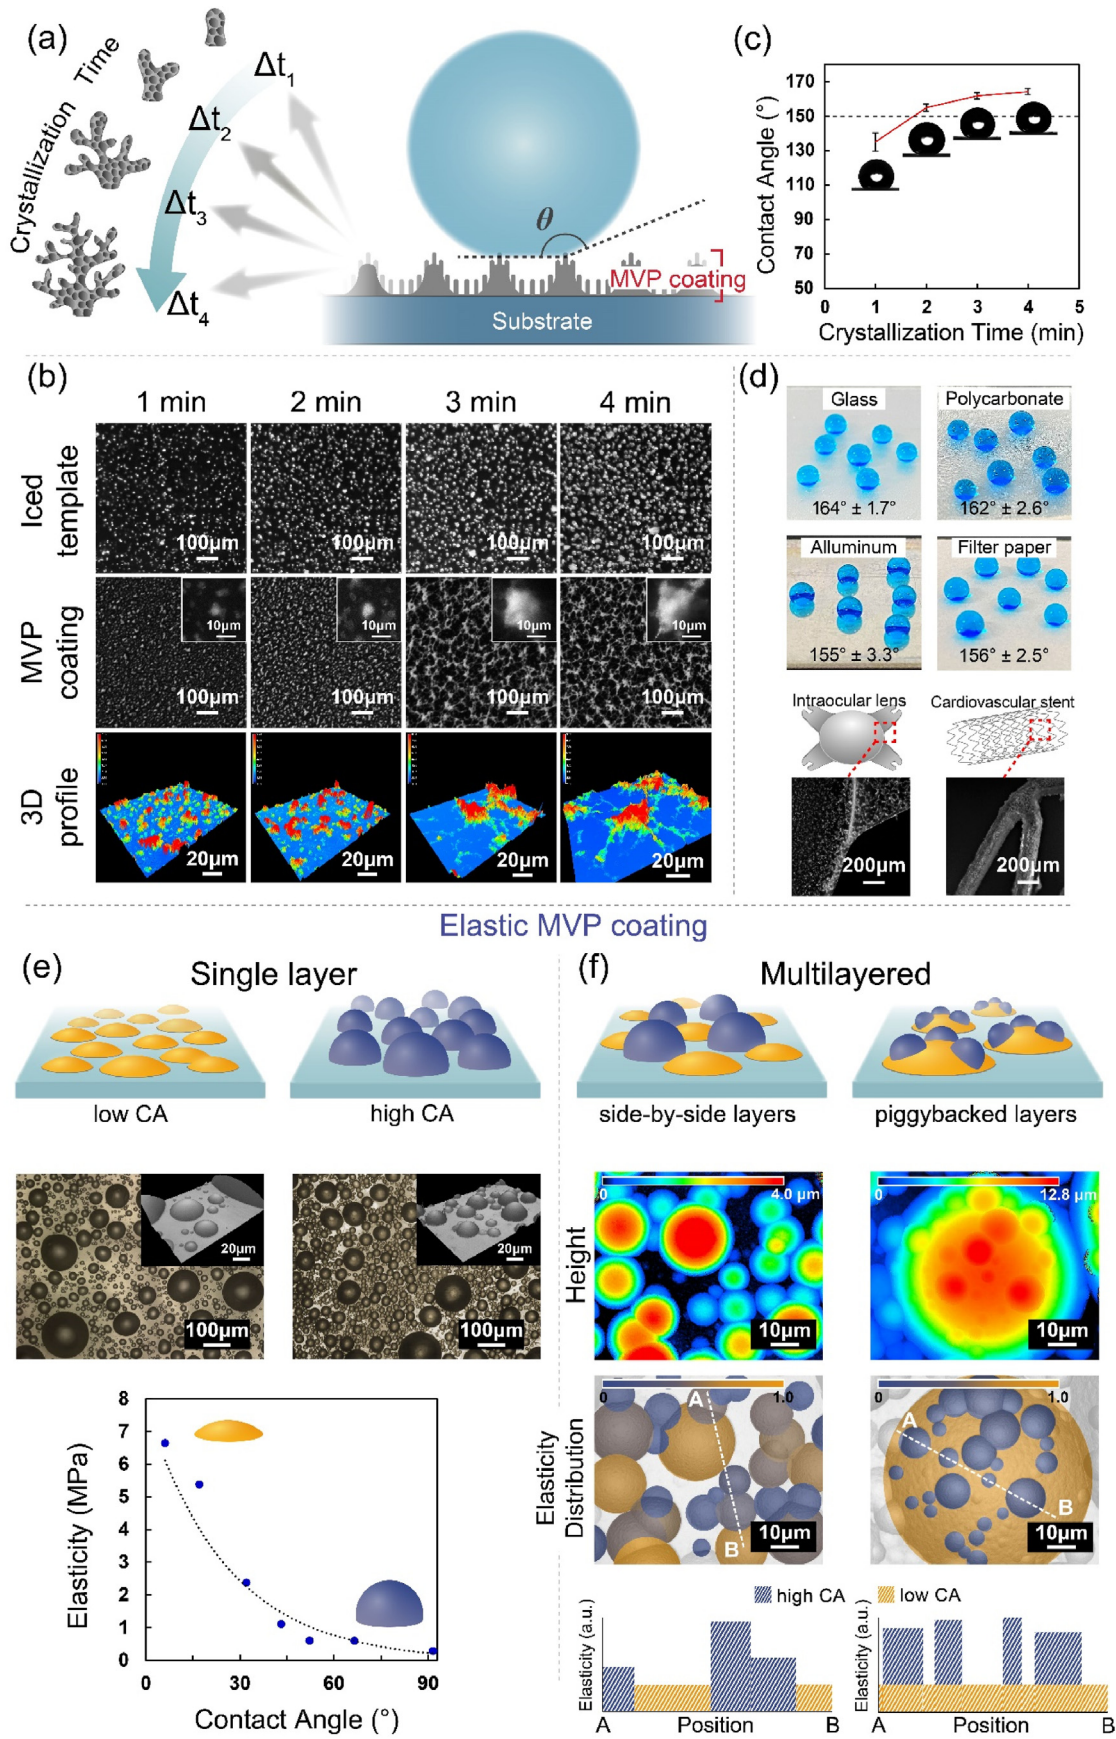 (a)
Crystallization Time
Δt1
Δt2
Δt3
Δt4
θ
MVP coating
Substrate
(c)
Contact Angle (°)
170
150
130
110
90
70
50
0 1 2 3 4 5
Crystallization Time (min)
(b)
1 min 2 min 3 min 4 min
Iced template
100µm 100µm 100µm 100µm
MVP coating
10µm 10µm 10µm 10µm
100µm 100µm 100µm 100µm
3D profile
20µm 20µm 20µm 20µm
(d)
Glass Polycarbonate
164° ± 1.7° 162° ± 2.6°
Alluminum Filter paper
155° ± 3.3° 156° ± 2.5°
Intraocular lens Cardiovascular stent
200µm 200µm
Elastic MVP coating
(e)
Single layer
low CA high CA
20µm 20µm
100µm 100µm
Elasticity (MPa)
8
7
6
5
4
3
2
1
0
0 30 60 90
Contact Angle (°)
(f)
Multilayered
side-by-side layers piggybacked layers
Height
0 4.0 µm 0 12.8 µm
10µm 10µm
Elasticity
Distribution
0 1.0 0 1.0
A A
B B
10µm 10µm
high CA low CA
Elasticity (a.u.) Elasticity (a.u.)
A Position B A Position B